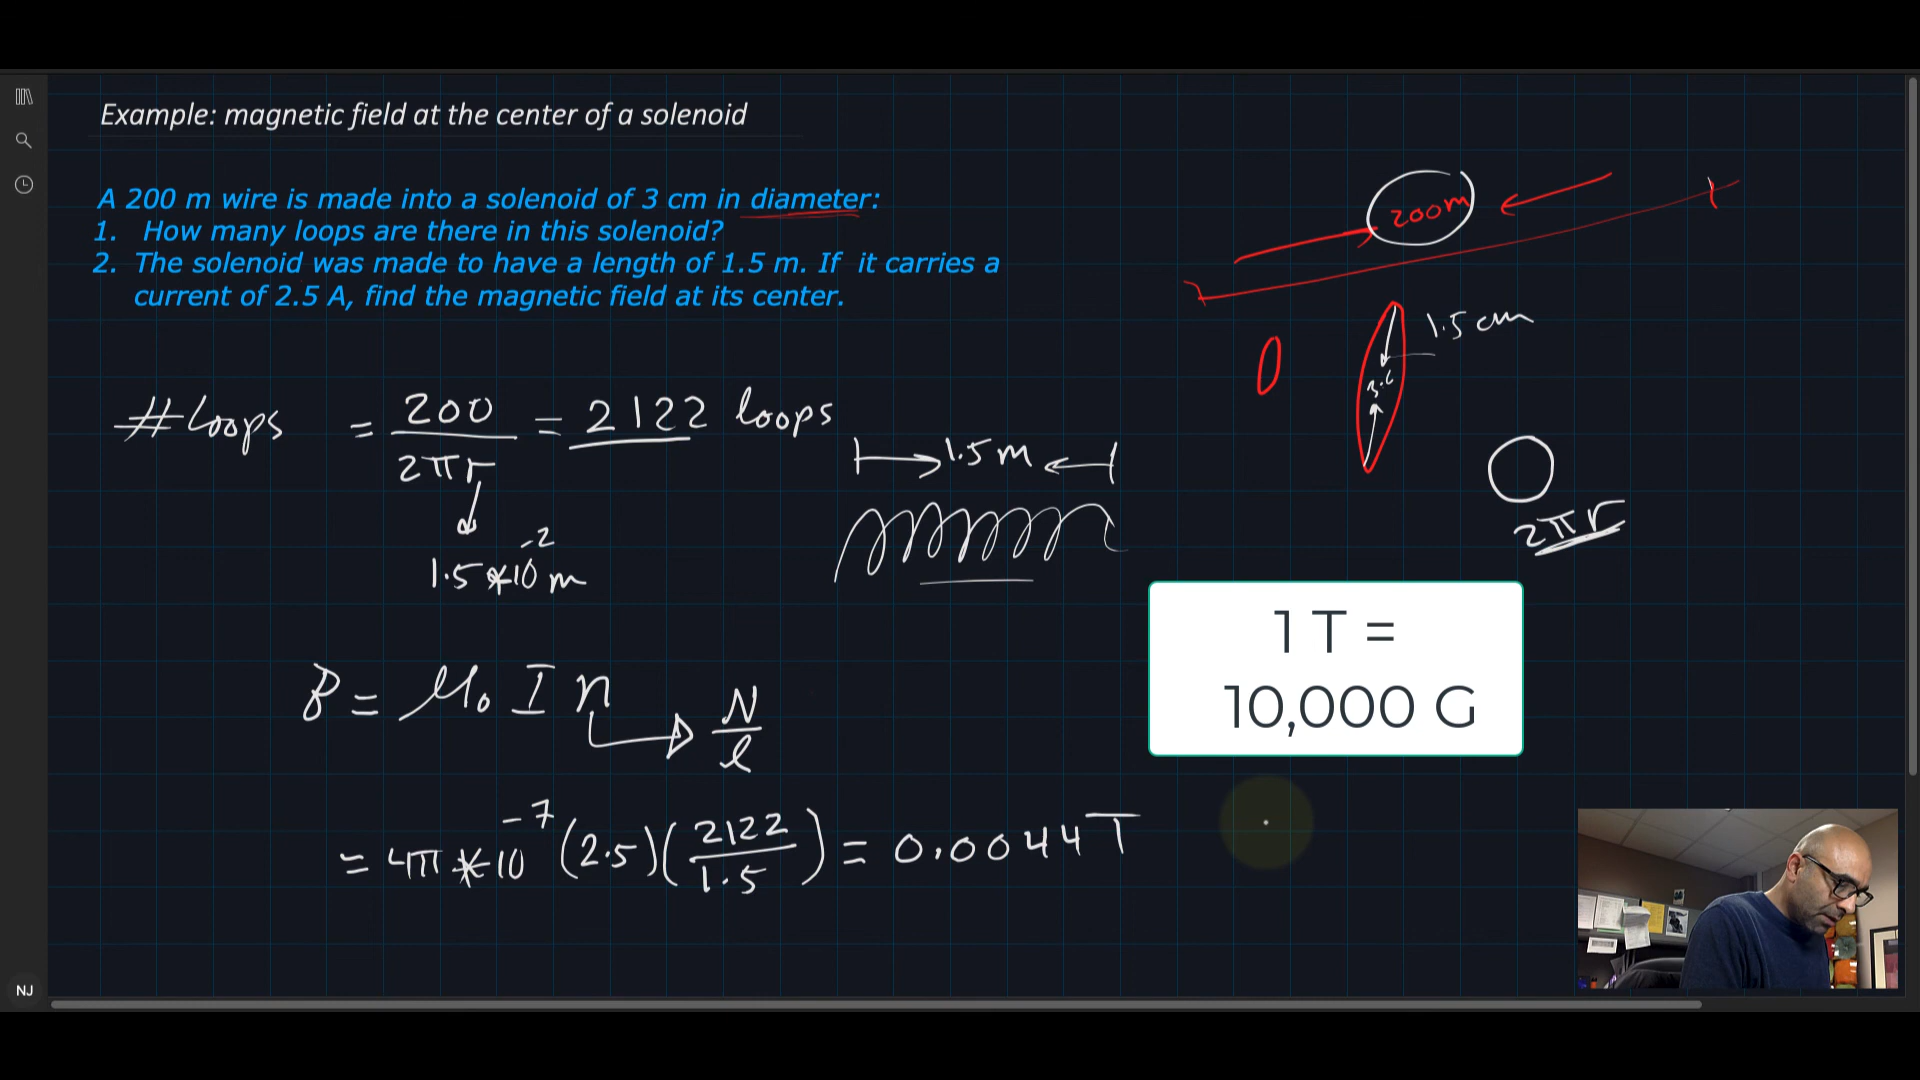 Example: magnetic field at the center of a solenoid
A 200 m wire is made into a solenoid of 3 cm in diameter:
1. How many loops are there in this solenoid?
2. The solenoid was made to have a length of 1.5 m. If it carries a
current of 2.5 A, find the magnetic field at its center.
200m
1.5 cm
#Loops = 200 / 2πr = 2122 loops
1.5*10⁻² m
1.5 m
2πr
B = μ₀ I n
N / l
1 T =
10,000 G
= 4π*10⁻⁷ (2.5)(2122 / 1.5) = 0.0044 T
NJ